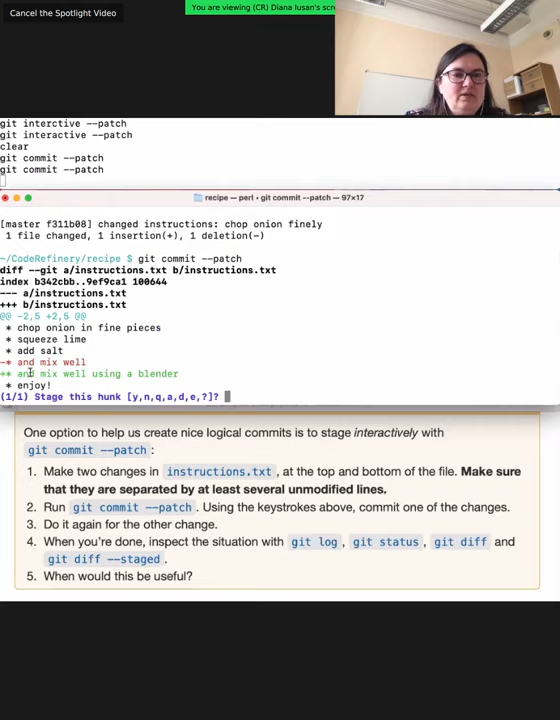 Cancel the Spotlight Video
You are viewing (CR) Diana Iusan's scr
git interctive --patch
git interactive --patch
clear
git commit --patch
git commit --patch
recipe — perl • git commit --patch — 97×17
[master f311b08] changed instructions: chop onion finely
1 file changed, 1 insertion(+), 1 deletion(-)
~/CodeRefinery/recipe $ git commit --patch
diff --git a/instructions.txt b/instructions.txt
index b342cbb..9ef9ca1 100644
--- a/instructions.txt
+++ b/instructions.txt
@@ -2,5 +2,5 @@
* chop onion in fine pieces
* squeeze lime
* add salt
-* and mix well
+* and mix well using a blender
* enjoy!
(1/1) Stage this hunk [y,n,q,a,d,e,?]?
One option to help us create nice logical commits is to stage interactively with
git commit --patch:
1. Make two changes in instructions.txt, at the top and bottom of the file. Make sure
that they are separated by at least several unmodified lines.
2. Run git commit --patch. Using the keystrokes above, commit one of the changes.
3. Do it again for the other change.
4. When you're done, inspect the situation with git log, git status, git diff and
git diff --staged.
5. When would this be useful?